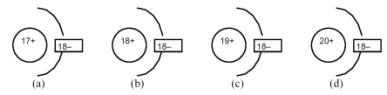 17+ 18– 18+ 18– 19+ 18– 20+ 18–
(a) (b) (c) (d)